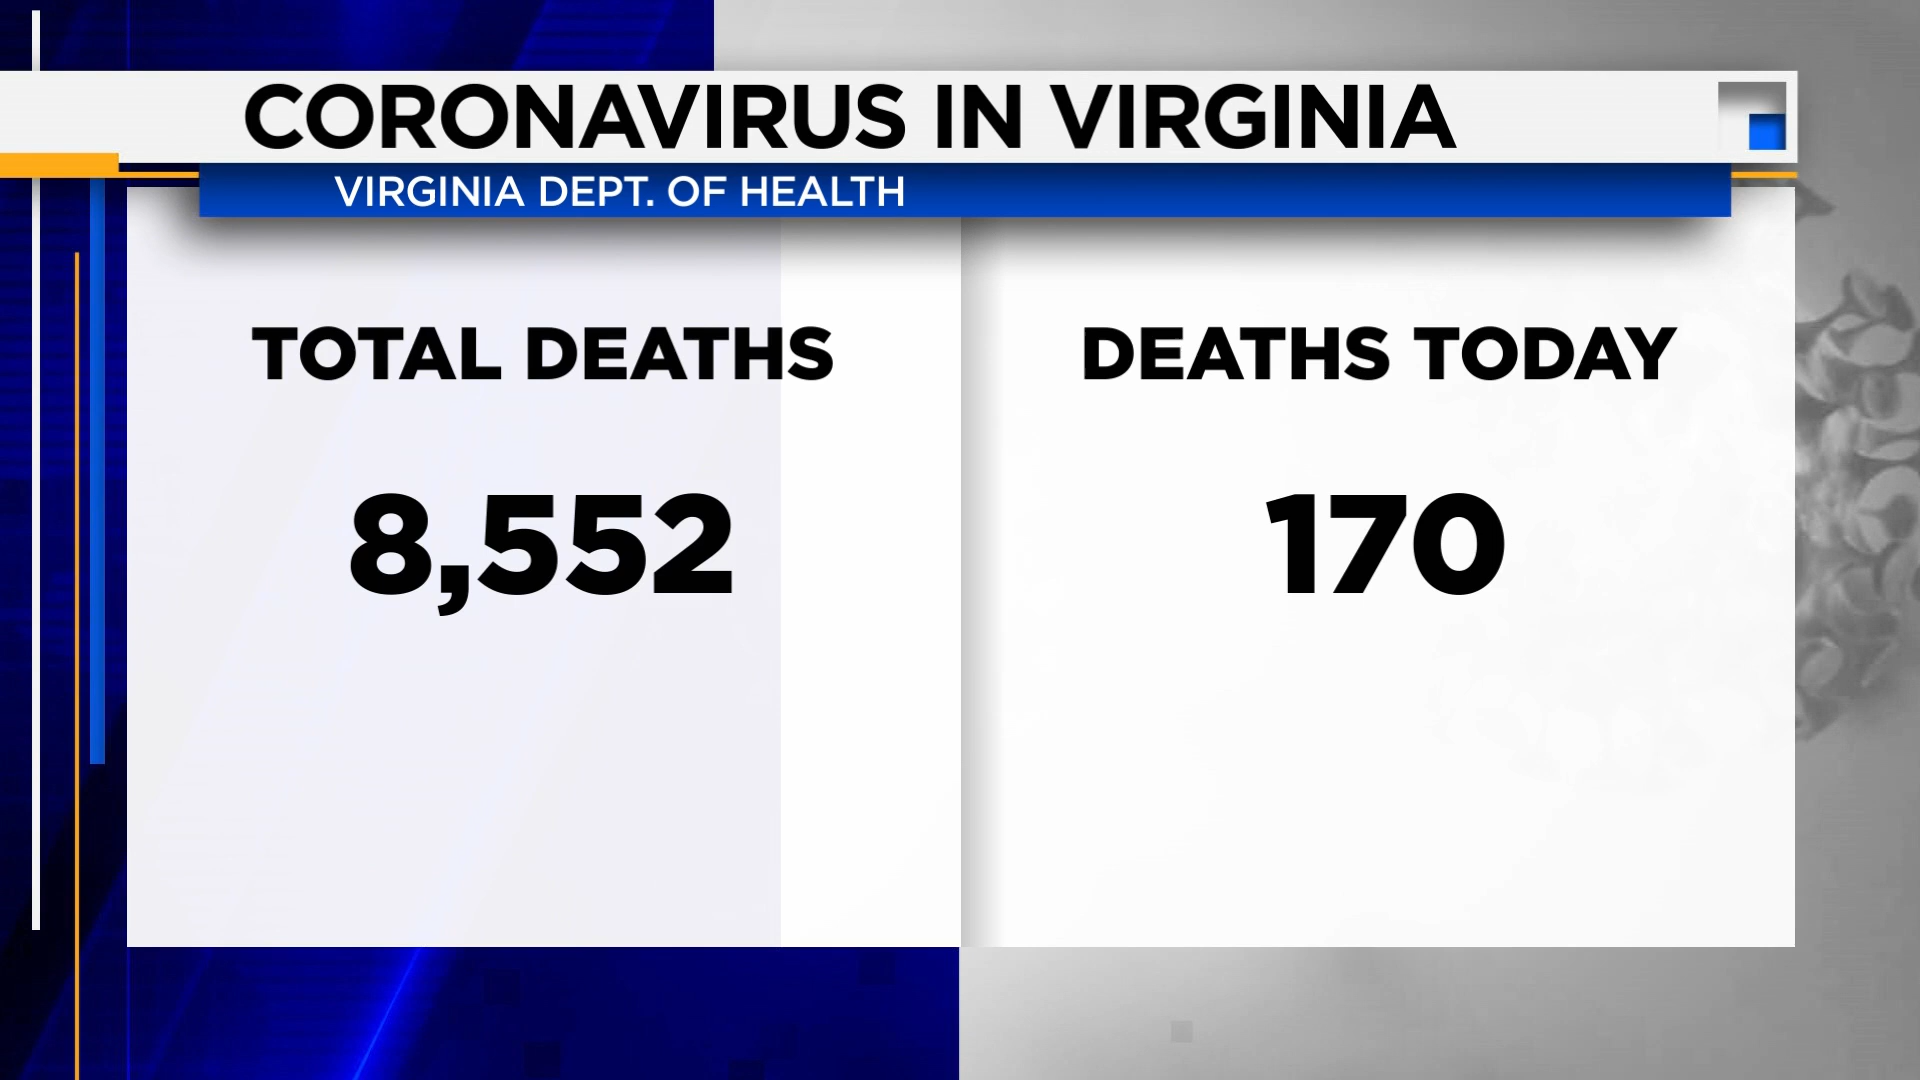 CORONAVIRUS IN VIRGINIA
VIRGINIA DEPT. OF HEALTH
TOTAL DEATHS
8,552
DEATHS TODAY
170